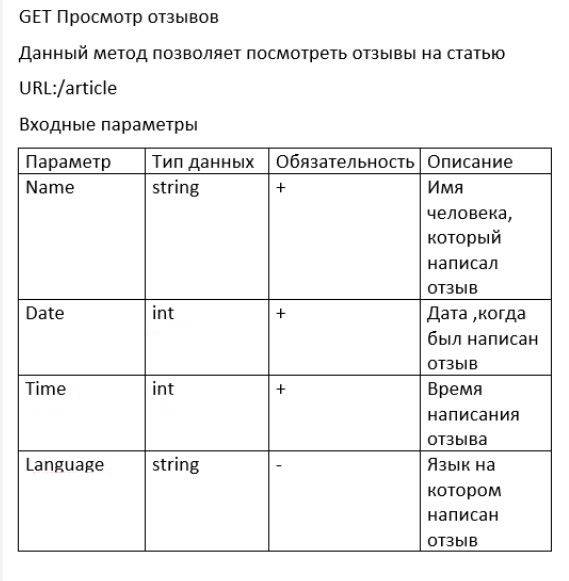 GET Просмотр отзывов
Данный метод позволяет посмотреть отзывы на статью
URL:/article
Входные параметры
Параметр Тип данных Обязательность Описание
Name string + Имя
человека,
который
написал
отзыв
Date int + Дата ,когда
был написан
отзыв
Time int + Время
написания
отзыва
Language string - Язык на
котором
написан
отзыв